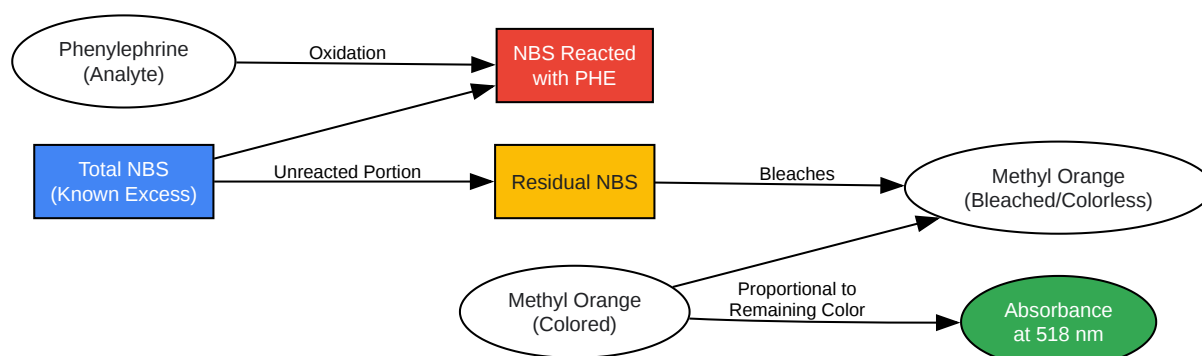 Phenylephrine
(Analyte)
Oxidation
NBS Reacted
with PHE
Total NBS
(Known Excess)
Unreacted Portion
Residual NBS
Bleaches
Methyl Orange
(Bleached/Colorless)
Methyl Orange
(Colored)
Proportional to
Remaining Color
Absorbance
at 518 nm